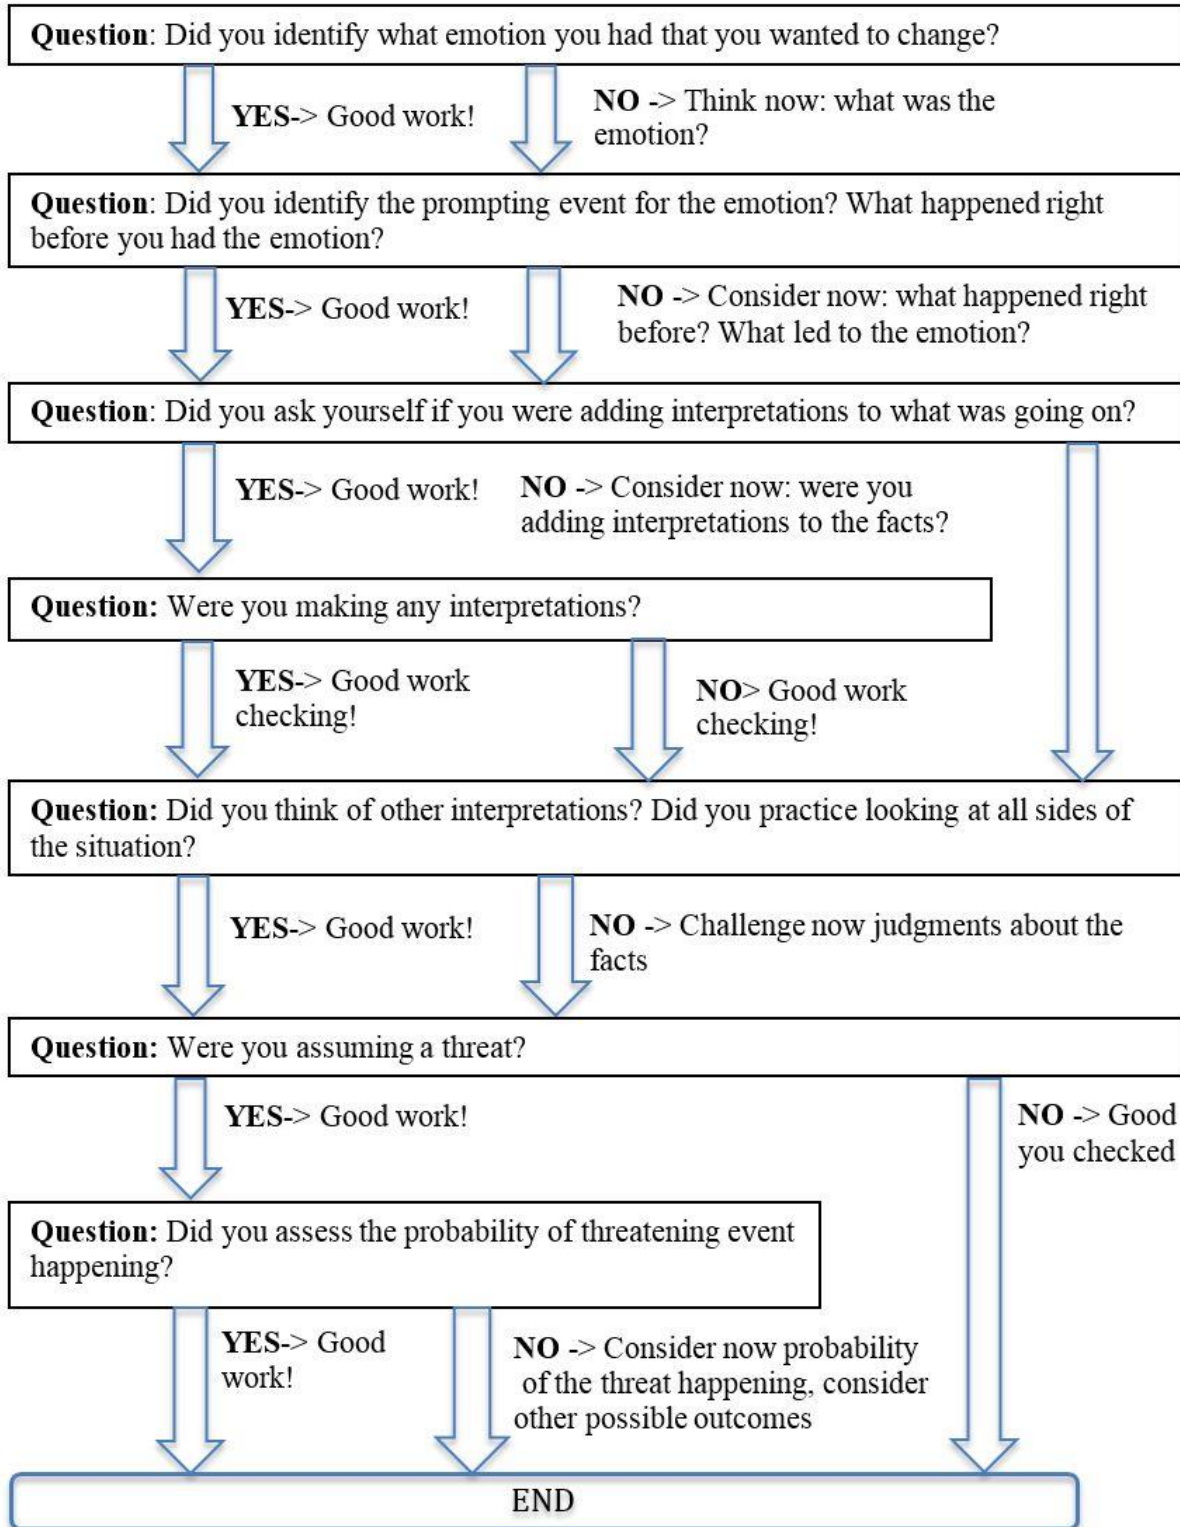 Question: Did you identify what emotion you had that you wanted to change?
YES-> Good work!
NO -> Think now: what was the
emotion?
Question: Did you identify the prompting event for the emotion? What happened right
before you had the emotion?
YES-> Good work!
NO -> Consider now: what happened right
before? What led to the emotion?
Question: Did you ask yourself if you were adding interpretations to what was going on?
YES-> Good work!
NO -> Consider now: were you
adding interpretations to the facts?
Question: Were you making any interpretations?
YES-> Good work
checking!
NO> Good work
checking!
Question: Did you think of other interpretations? Did you practice looking at all sides of
the situation?
YES-> Good work!
NO -> Challenge now judgments about the
facts
Question: Were you assuming a threat?
YES-> Good work!
NO -> Good
you checked
Question: Did you assess the probability of threatening event
happening?
YES-> Good
work!
NO -> Consider now probability
of the threat happening, consider
other possible outcomes
END